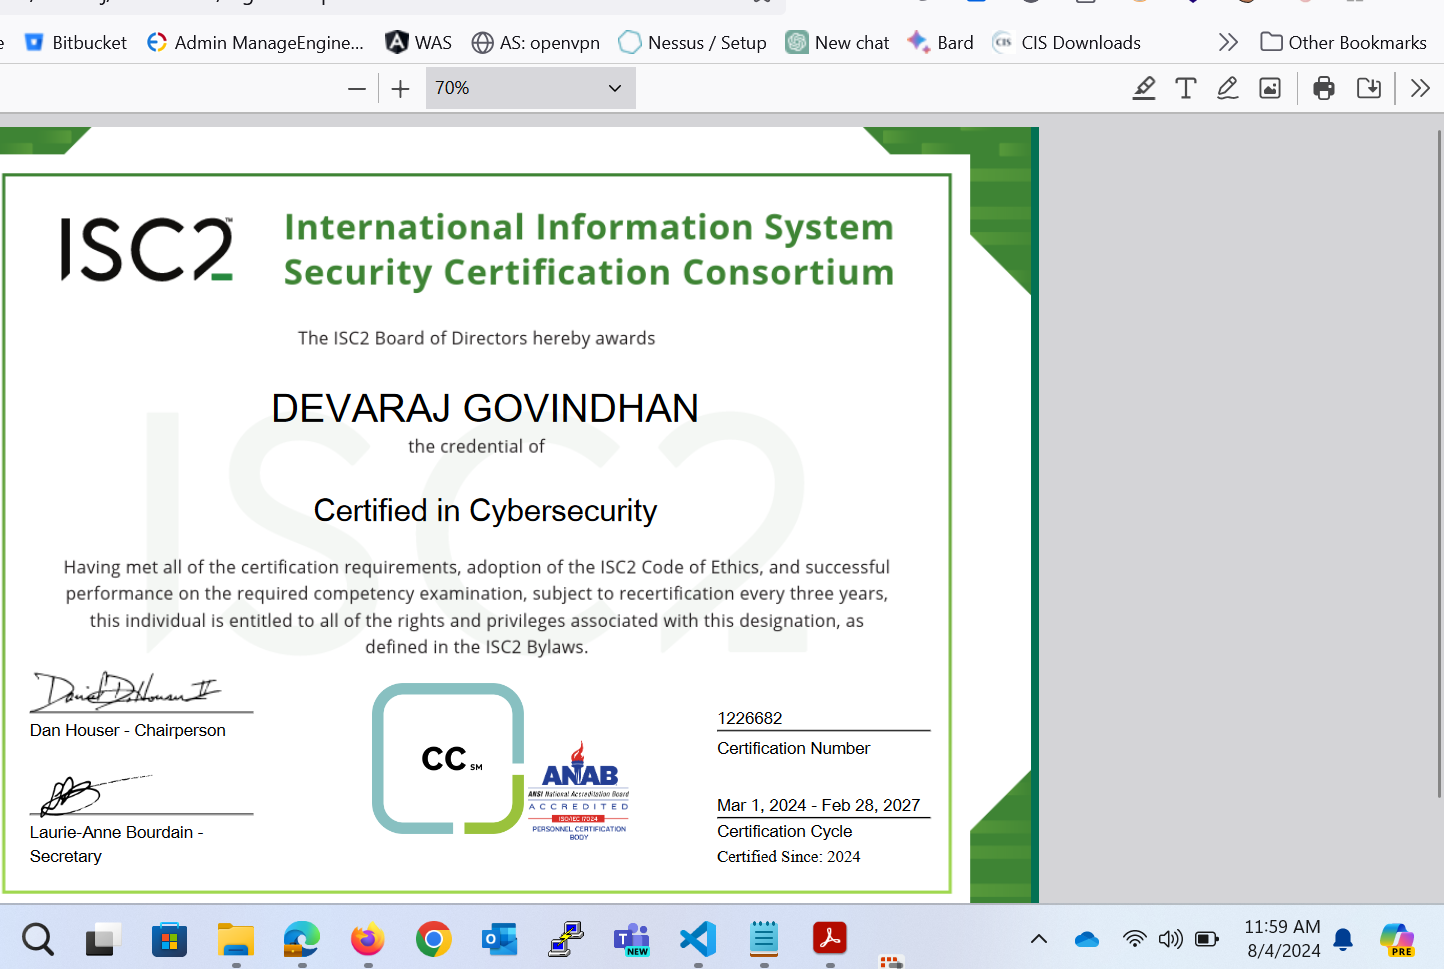 Bitbucket Admin ManageEngine... WAS AS: openvpn Nessus / Setup New chat Bard CIS CIS Downloads Other Bookmarks
70%
ISC2™
International Information System
Security Certification Consortium
The ISC2 Board of Directors hereby awards
DEVARAJ GOVINDHAN
the credential of
Certified in Cybersecurity
Having met all of the certification requirements, adoption of the ISC2 Code of Ethics, and successful
performance on the required competency examination, subject to recertification every three years,
this individual is entitled to all of the rights and privileges associated with this designation, as
defined in the ISC2 Bylaws.
ISC2
Dan Houser - Chairperson
Laurie-Anne Bourdain -
Secretary
CC SM
ANAB
ANSI National Accreditation Board
ACCREDITED
ISO/IEC 17024
PERSONNEL CERTIFICATION
BODY
1226682
Certification Number
Mar 1, 2024 - Feb 28, 2027
Certification Cycle
Certified Since: 2024
NEW
11:59 AM
8/4/2024
PRE